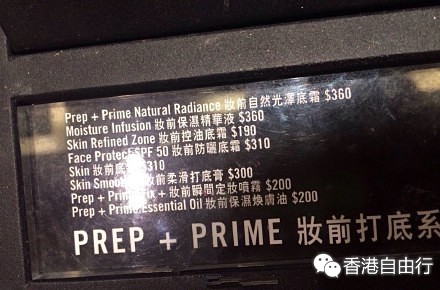 Prep + Prime Natural Radiance 妝前自然光澤底霜 $360
Moisture Infusion 妝前保濕精華液 $360
Skin Refined Zone 妝前控油底霜 $190
Face Protect SPF 50 妝前防曬底霜 $310
Skin 妝前底霜 $310
Skin 妝前柔滑打底膏 $300
Prep + Prime + 妝前瞬間定妝噴霧 $200
Prep + Prime Essential Oil 妝前保濕煥膚油 $200
PREP + PRIME 妝前打底系
香港自由行